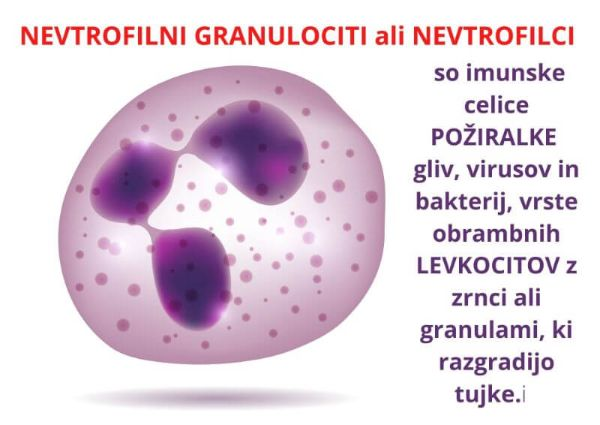 NEVTROFILNI GRANULOCITI ali NEVTROFILCI
so imunske
celice
POŽIRALKE
gliv, virusov in
bakterij, vrste
obrambnih
LEVKOCITOV z
zrnci ali
granulami, ki
razgradijo
tujke.i